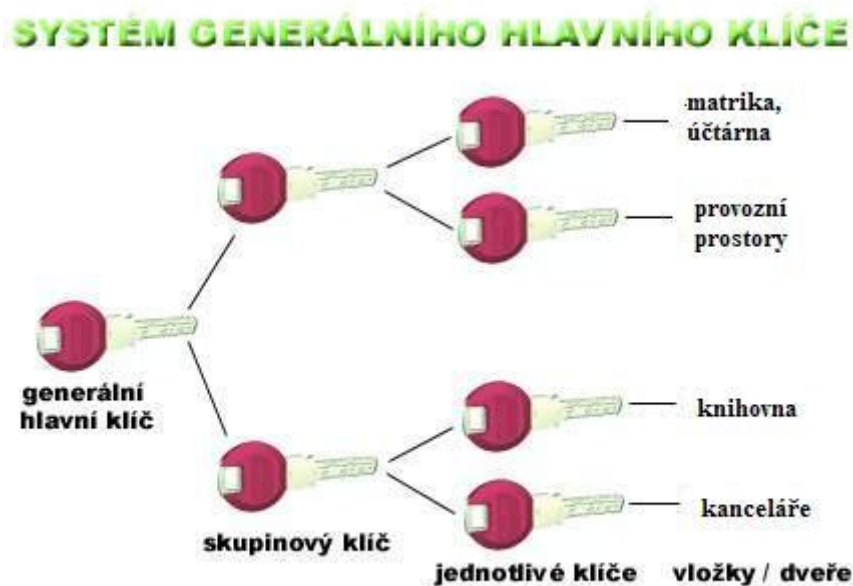 SYSTÉM GENERÁLNÍHO HLAVNÍHO KLÍČE
matrika,
účtárna
provozní
prostory
generální
hlavní klíč
knihovna
kanceláře
skupinový klíč
jednotlivé klíče
vložky / dveře